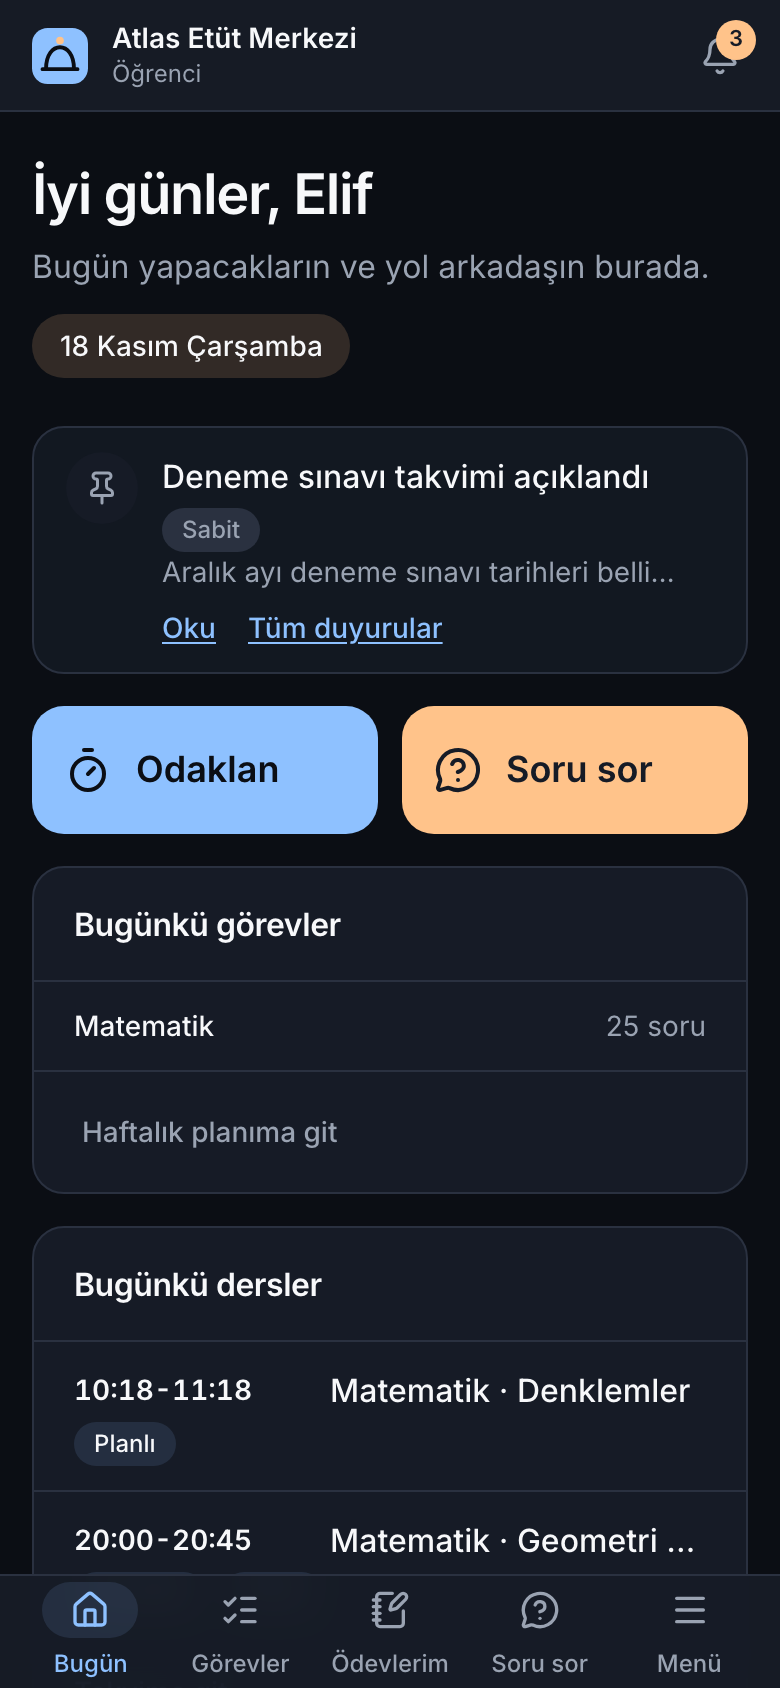 Atlas Etüt Merkezi
Öğrenci
3
İyi günler, Elif
Bugün yapacakların ve yol arkadaşın burada.
18 Kasım Çarşamba
Deneme sınavı takvimi açıklandı
Sabit
Aralık ayı deneme sınavı tarihleri belli...
Oku Tüm duyurular
Odaklan
Soru sor
Bugünkü görevler
Matematik 25 soru
Haftalık planıma git
Bugünkü dersler
10:18-11:18 Matematik · Denklemler
Planlı
20:00-20:45 Matematik · Geometri ...
Bugün Görevler Ödevlerim Soru sor Menü